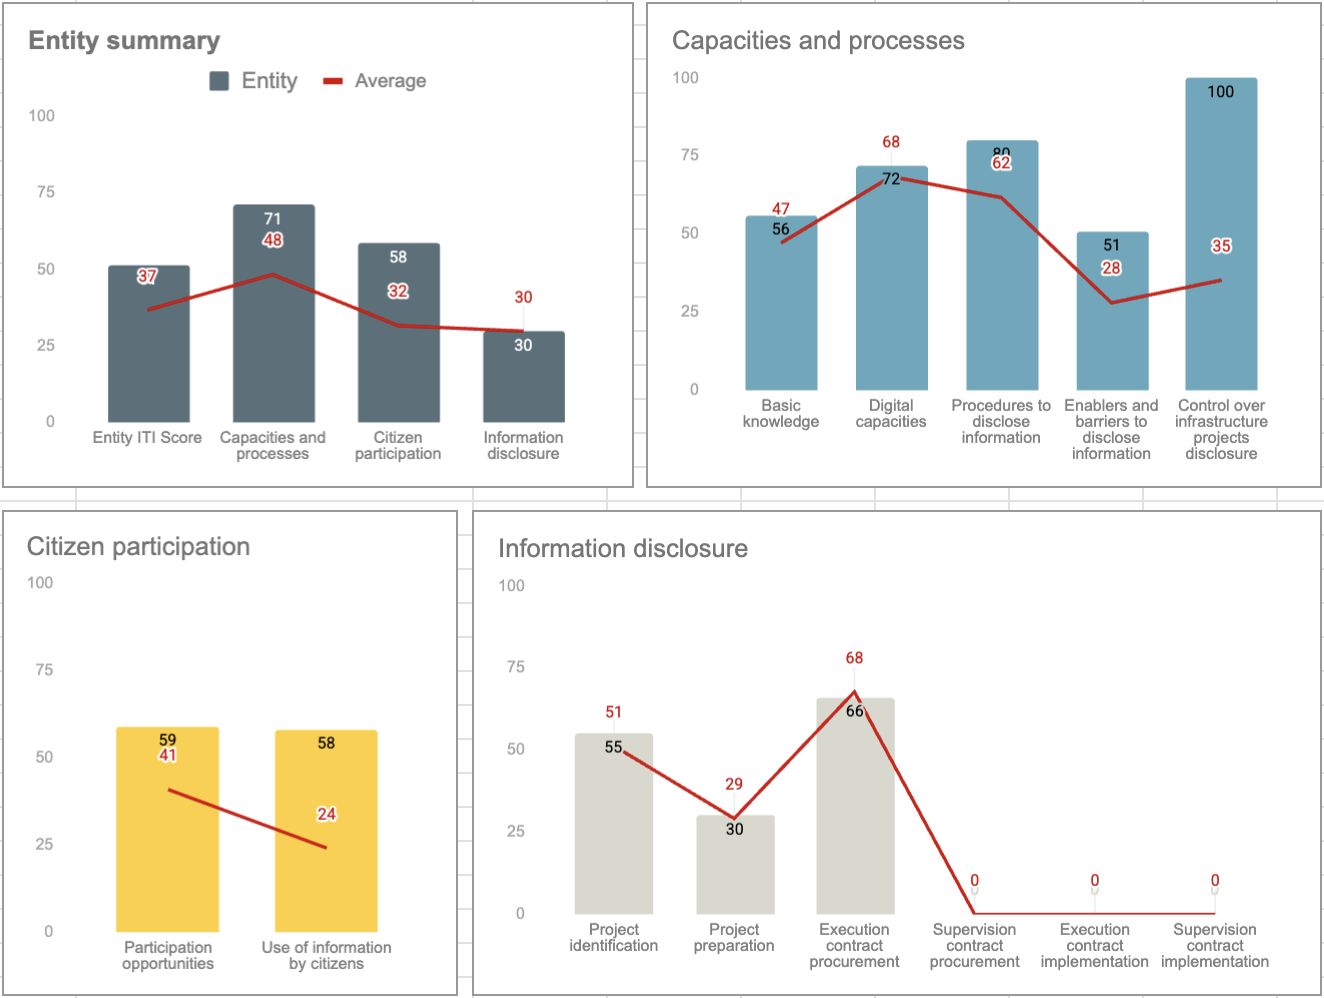 Entity summary
Entity
Average
100
75
50
25
0
37
71
48
58
32
30
30
Entity ITI Score
Capacities and
processes
Citizen
participation
Information
disclosure
Capacities and processes
100
75
50
25
0
47
56
68
72
80
62
51
28
100
35
Basic
knowledge
Digital
capacities
Procedures to
disclose
information
Enablers and
barriers to
disclose
information
Control over
infrastructure
projects
disclosure
Citizen participation
100
75
50
25
0
59
41
58
24
Participation
opportunities
Use of information
by citizens
Information disclosure
100
75
50
25
0
51
55
29
30
68
66
0
0
0
0
0
0
Project
identification
Project
preparation
Execution
contract
procurement
Supervision
contract
procurement
Execution
contract
implementation
Supervision
contract
implementation